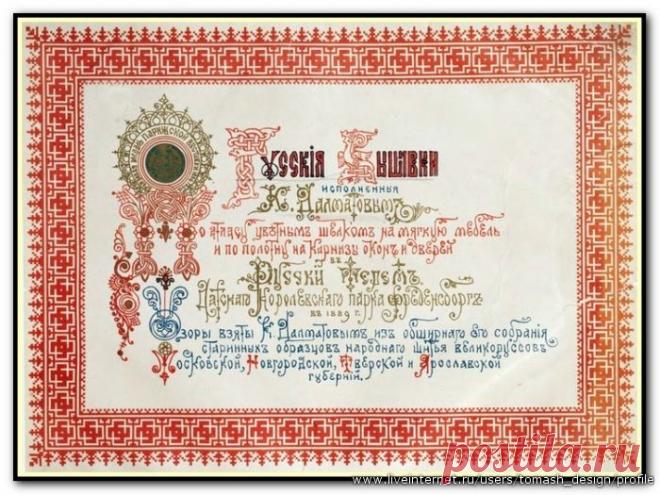 ПАРИЖСКОЙ
Русскія Вышивки
исполненныя
К. Далматовымъ
По атласу цвѣтнымъ шелкомъ на мягкую мебель
и по полотну на карнизы оконъ и дверей
въ
Русскій Теремъ
Датскаго Королевскаго парка Фреденсборгъ
въ 1889 г.
Узоры взяты К. Далматовымъ изъ обширнаго его собранія
старинныхъ образцовъ народнаго шитья великоруссовъ
Московской, Новгородской, Тверской и Ярославской
губерній.
postila.ru
www.liveinternet.ru/users/tomash_design/profile